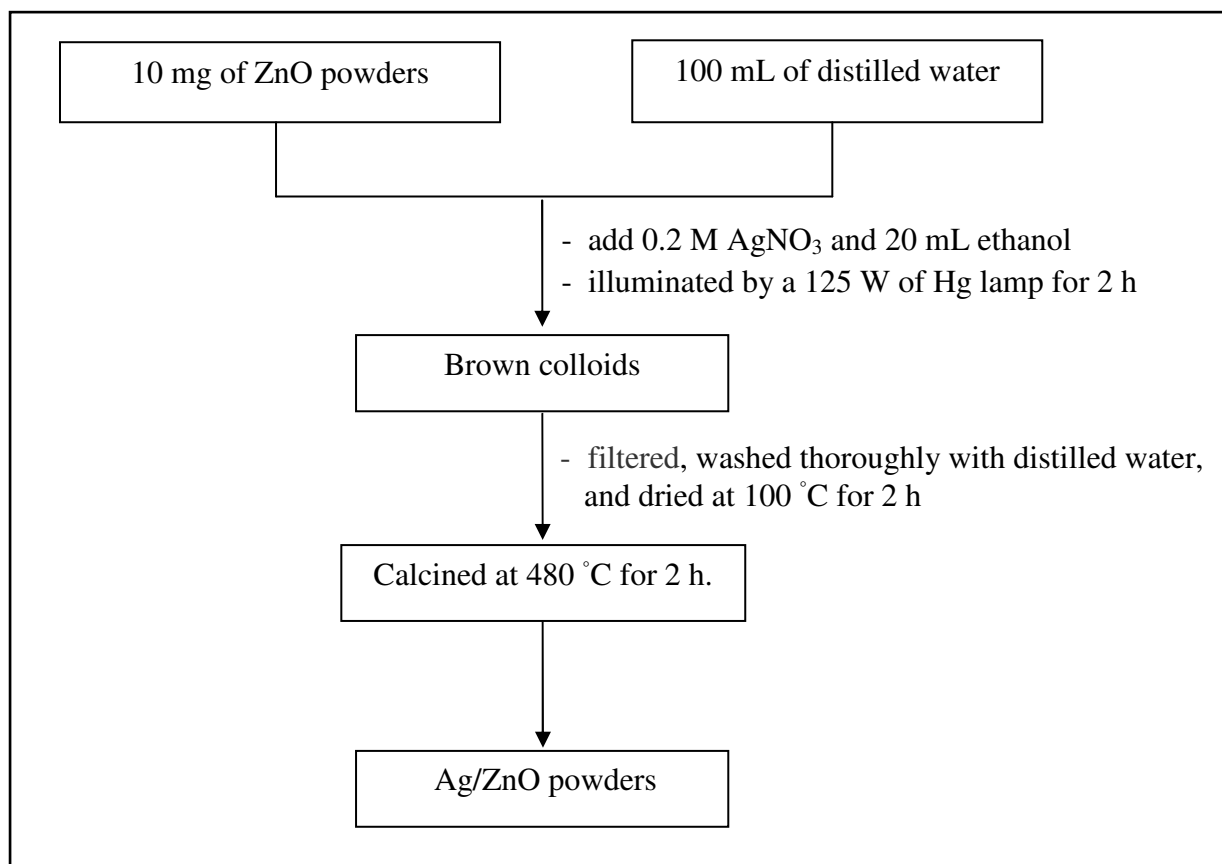 10 mg of ZnO powders
100 mL of distilled water
- add 0.2 M AgNO₃ and 20 mL ethanol
- illuminated by a 125 W of Hg lamp for 2 h
Brown colloids
- filtered, washed thoroughly with distilled water,
and dried at 100 °C for 2 h
Calcined at 480 °C for 2 h.
Ag/ZnO powders